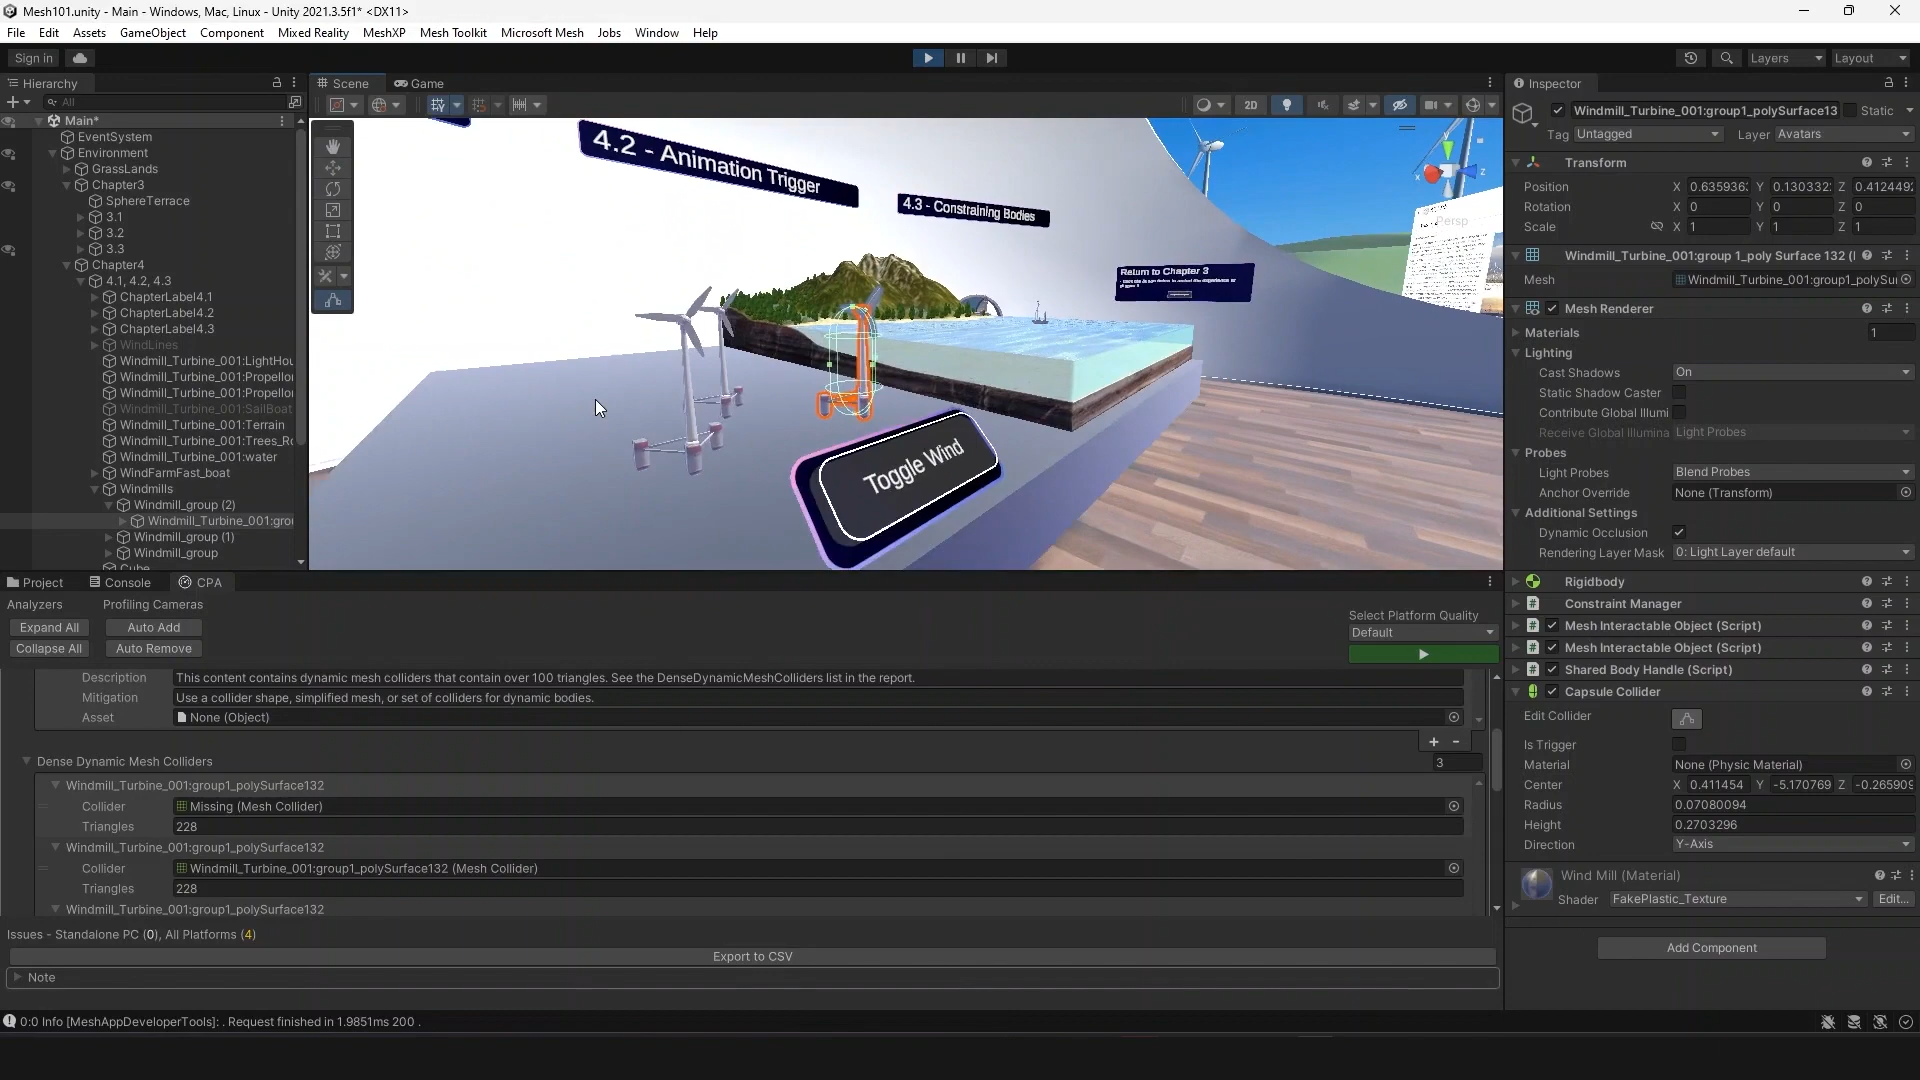 Mesh101.unity - Main - Windows, Mac, Linux - Unity 2021.3.5f1* <DX11>
File Edit Assets GameObject Component Mixed Reality MeshXP Mesh Toolkit Microsoft Mesh Jobs Window Help
Sign in
Layers Layout
Hierarchy
All
Main*
EventSystem
Environment
GrassLands
Chapter3
SphereTerrace
3.1
3.2
3.3
Chapter4
4.1, 4.2, 4.3
ChapterLabel4.1
ChapterLabel4.2
ChapterLabel4.3
WindLines
Windmill_Turbine_001:LightHou
Windmill_Turbine_001:Propellor
Windmill_Turbine_001:Propellor
Windmill_Turbine_001:SailBoat
Windmill_Turbine_001:Terrain
Windmill_Turbine_001:Trees_Ro
Windmill_Turbine_001:water
WindFarmFast_boat
Windmills
Windmill_group (2)
Windmill_Turbine_001:grou
Windmill_group (1)
Windmill_group
Cube
Scene Game
2D
4.2 - Animation Trigger
4.3 - Constraining Bodies
Return to Chapter 3
Toggle Wind
Persp
x z
Inspector
Windmill_Turbine_001:group1_polySurface13 Static
Tag Untagged Layer Avatars
Transform
Position X 0.635936 Y 0.130332 Z 0.412449
Rotation X 0 Y 0 Z 0
Scale X 1 Y 1 Z 1
Windmill_Turbine_001:group 1_poly Surface 132 (
Mesh Windmill_Turbine_001:group1_polySur
Mesh Renderer
Materials 1
Lighting
Cast Shadows On
Static Shadow Caster
Contribute Global Illumi
Receive Global Illumina Light Probes
Probes
Light Probes Blend Probes
Anchor Override None (Transform)
Additional Settings
Dynamic Occlusion
Rendering Layer Mask 0: Light Layer default
Rigidbody
Constraint Manager
Mesh Interactable Object (Script)
Mesh Interactable Object (Script)
Shared Body Handle (Script)
Capsule Collider
Edit Collider
Is Trigger
Material None (Physic Material)
Center X 0.411454 Y -5.170769 Z -0.265909
Radius 0.07080094
Height 0.2703296
Direction Y-Axis
Wind Mill (Material)
Shader FakePlastic_Texture Edit...
Add Component
Project Console CPA
Analyzers Profiling Cameras
Expand All Auto Add
Collapse All Auto Remove
Select Platform Quality
Default
Description This content contains dynamic mesh colliders that contain over 100 triangles. See the DenseDynamicMeshColliders list in the report.
Mitigation Use a collider shape, simplified mesh, or set of colliders for dynamic bodies.
Asset None (Object)
+ -
Dense Dynamic Mesh Colliders 3
Windmill_Turbine_001:group1_polySurface132
Collider Missing (Mesh Collider)
Triangles 228
Windmill_Turbine_001:group1_polySurface132
Collider Windmill_Turbine_001:group1_polySurface132 (Mesh Collider)
Triangles 228
Windmill_Turbine_001:group1_polySurface132
Issues - Standalone PC (0), All Platforms (4)
Export to CSV
Note
0:0 Info [MeshAppDeveloperTools]: . Request finished in 1.9851ms 200 .